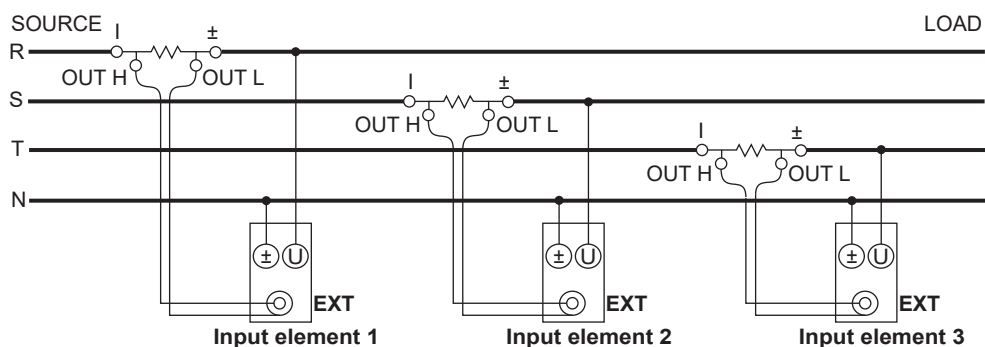 SOURCE
LOAD
R
I
±
OUT H
OUT L
S
I
±
OUT H
OUT L
T
I
±
OUT H
OUT L
N
±
U
EXT
Input element 1
±
U
EXT
Input element 2
±
U
EXT
Input element 3